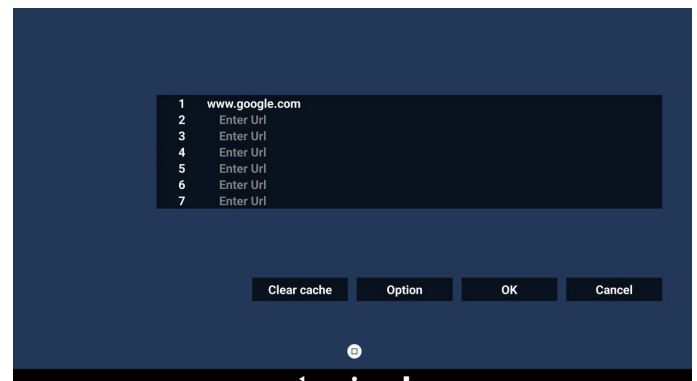 1 www.google.com
2 Enter Url
3 Enter Url
4 Enter Url
5 Enter Url
6 Enter Url
7 Enter Url
Clear cache Option OK Cancel